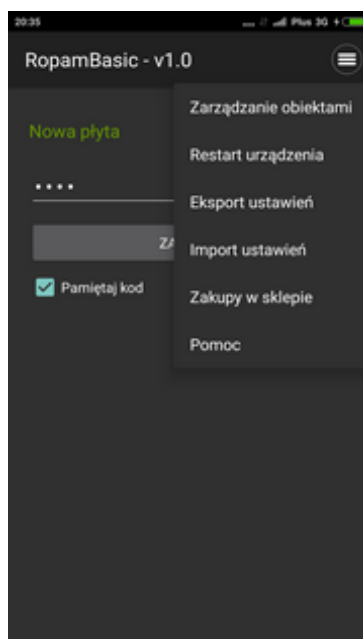 20:35
Plus 3G
RopamBasic - v1.0
Zarządzanie obiektami
Nowa płyta
Restart urządzenia
Eksport ustawień
ZA
Import ustawień
Pamiętaj kod
Zakupy w sklepie
Pomoc